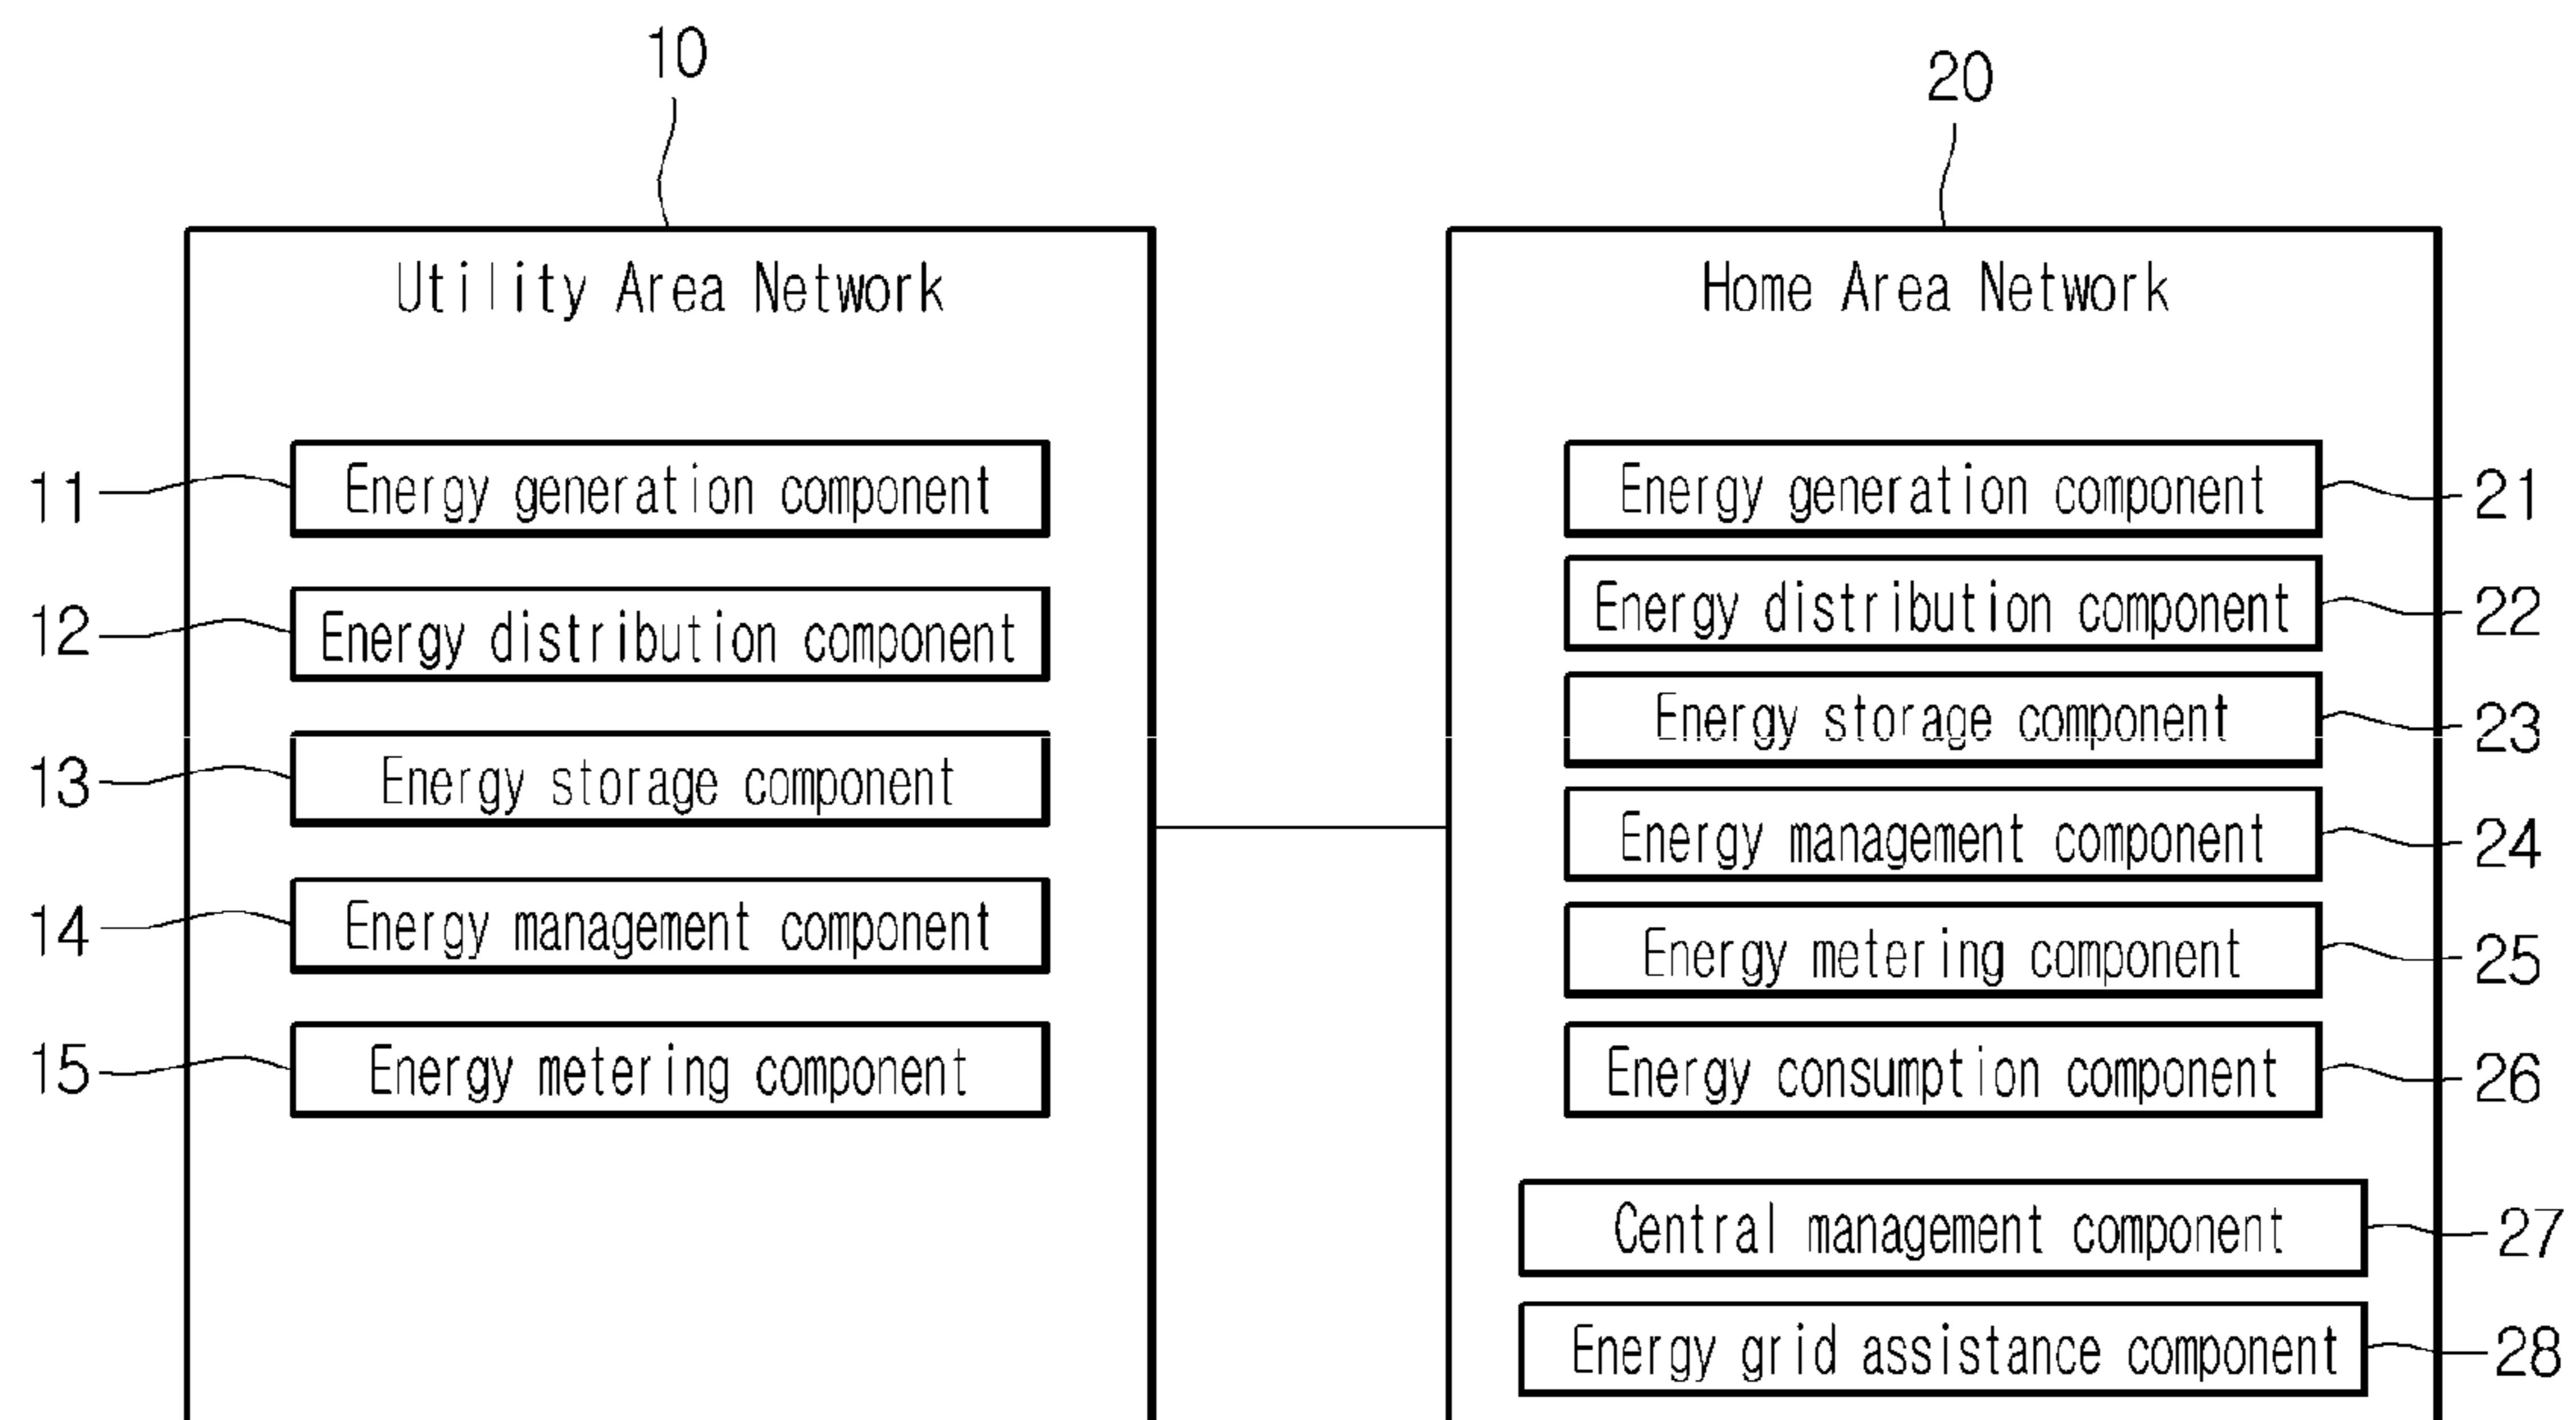 10
20
Utility Area Network
Home Area Network
11
Energy generation component
12
Energy distribution component
13
Energy storage component
14
Energy management component
15
Energy metering component
Energy generation component
21
Energy distribution component
22
Energy storage component
23
Energy management component
24
Energy metering component
25
Energy consumption component
26
Central management component
27
Energy grid assistance component
28